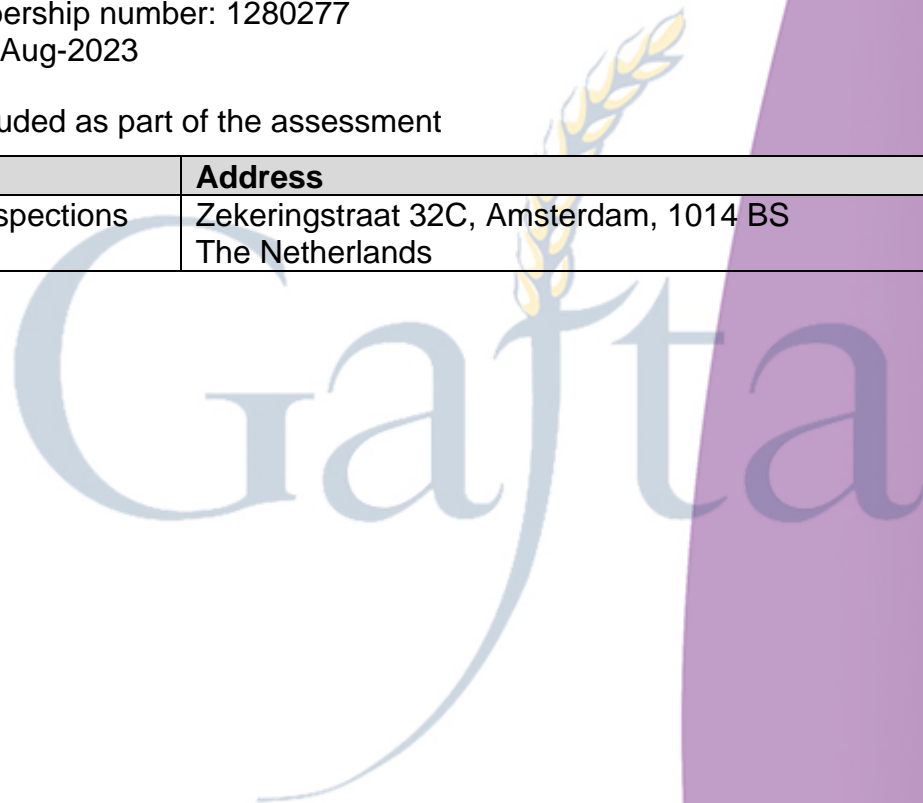 bership number: 1280277
Aug-2023
uded as part of the assessment
Address
spections Zekeringstraat 32C, Amsterdam, 1014 BS
The Netherlands
Gafta